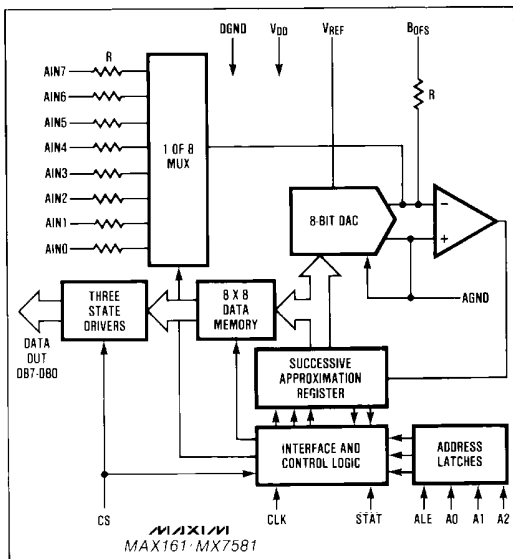 DGND VDD VREF BOFS
R
AIN7
AIN6
AIN5
AIN4
AIN3
AIN2
AIN1
AIN0
1 OF 8
MUX
R
8-BIT DAC
−
+
AGND
THREE
STATE
DRIVERS
8 X 8
DATA
MEMORY
DATA
OUT
DB7-DB0
SUCCESSIVE
APPROXIMATION
REGISTER
INTERFACE AND
CONTROL LOGIC
ADDRESS
LATCHES
CS
CLK
STAT
ALE A0 A1 A2
MAXIM
MAX161·MX7581